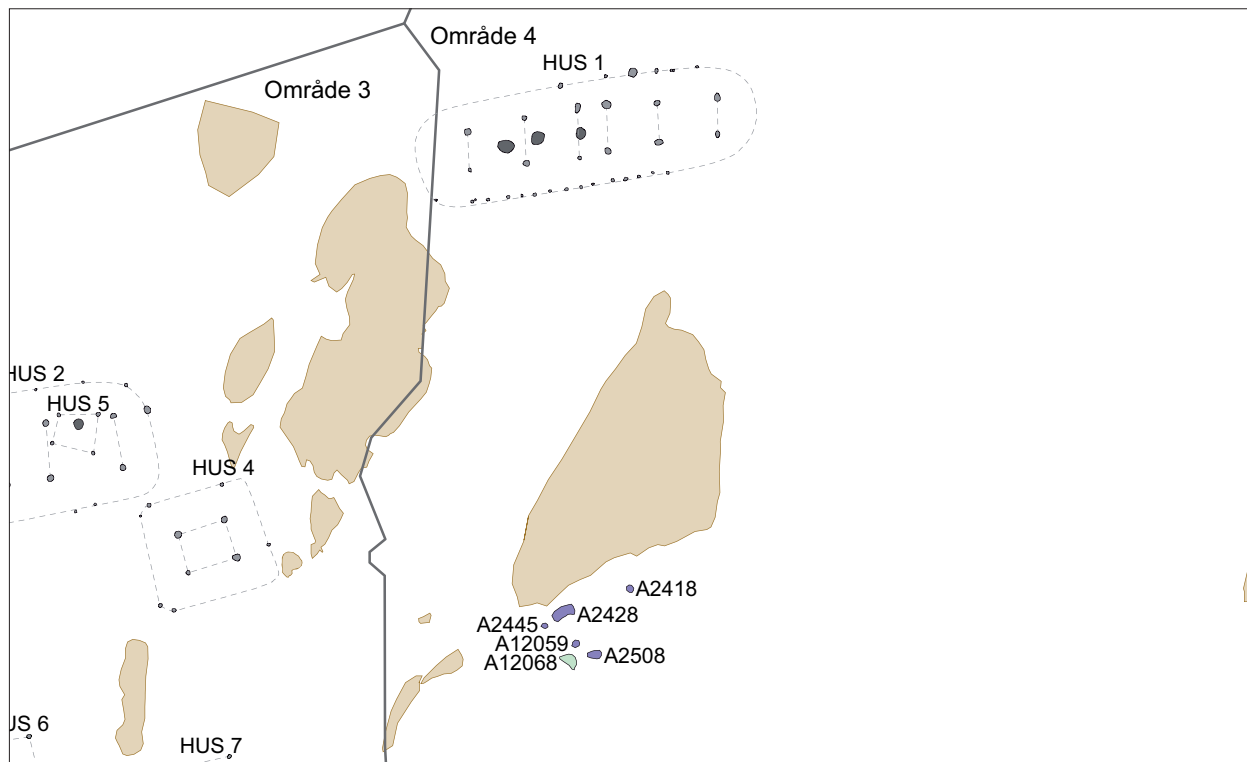 Område 4
HUS 1
Område 3
HUS 2
HUS 5
HUS 4
A2418
A2428
A2445
A12059
A2508
A12068
US 6
HUS 7